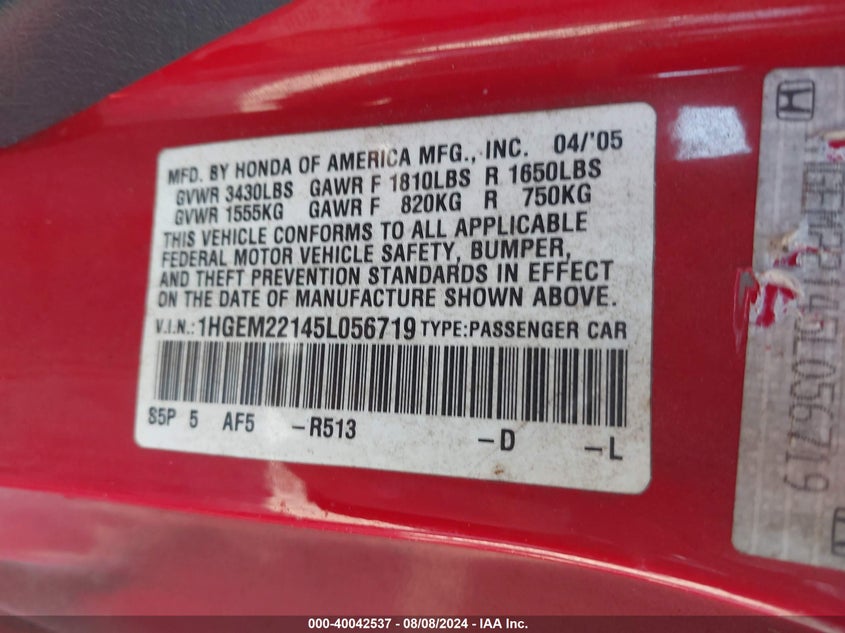 MFD. BY HONDA OF AMERICA MFG., INC. 04/'05
GVWR 3430LBS GAWR F 1810LBS R 1650LBS
GVWR 1555KG GAWR F 820KG R 750KG
THIS VEHICLE CONFORMS TO ALL APPLICABLE
FEDERAL MOTOR VEHICLE SAFETY, BUMPER,
AND THEFT PREVENTION STANDARDS IN EFFECT
ON THE DATE OF MANUFACTURE SHOWN ABOVE.
V.I.N.: 1HGEM22145L056719 TYPE:PASSENGER CAR
S5P 5 AF5 -R513 -D -L
000-40042537 - 08/08/2024 - IAA Inc.